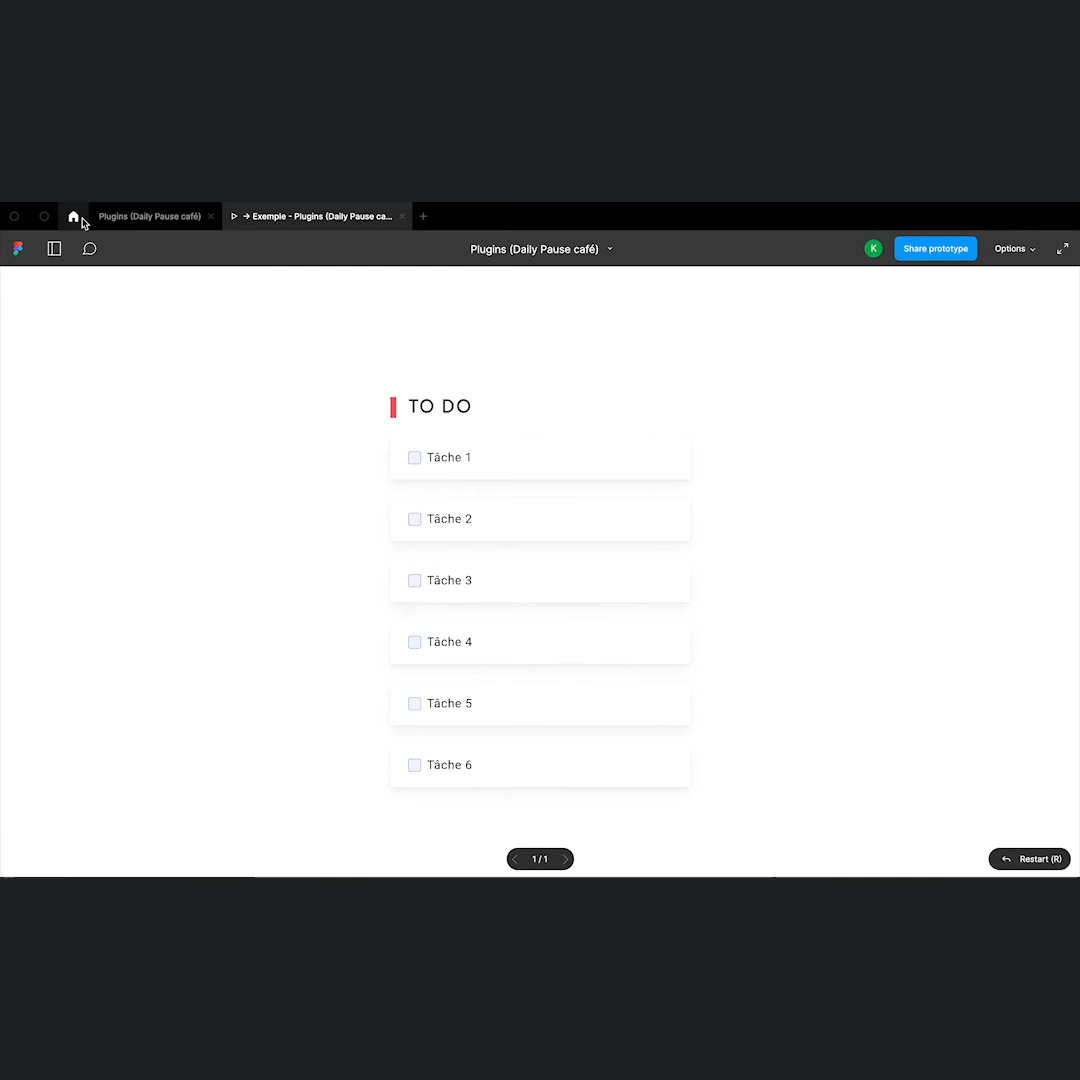 Plugins (Daily Pause café)
Exemple - Plugins (Daily Pause ca...
Plugins (Daily Pause café)
K
Share prototype
Options
TO DO
Tâche 1
Tâche 2
Tâche 3
Tâche 4
Tâche 5
Tâche 6
1 / 1
Restart (R)